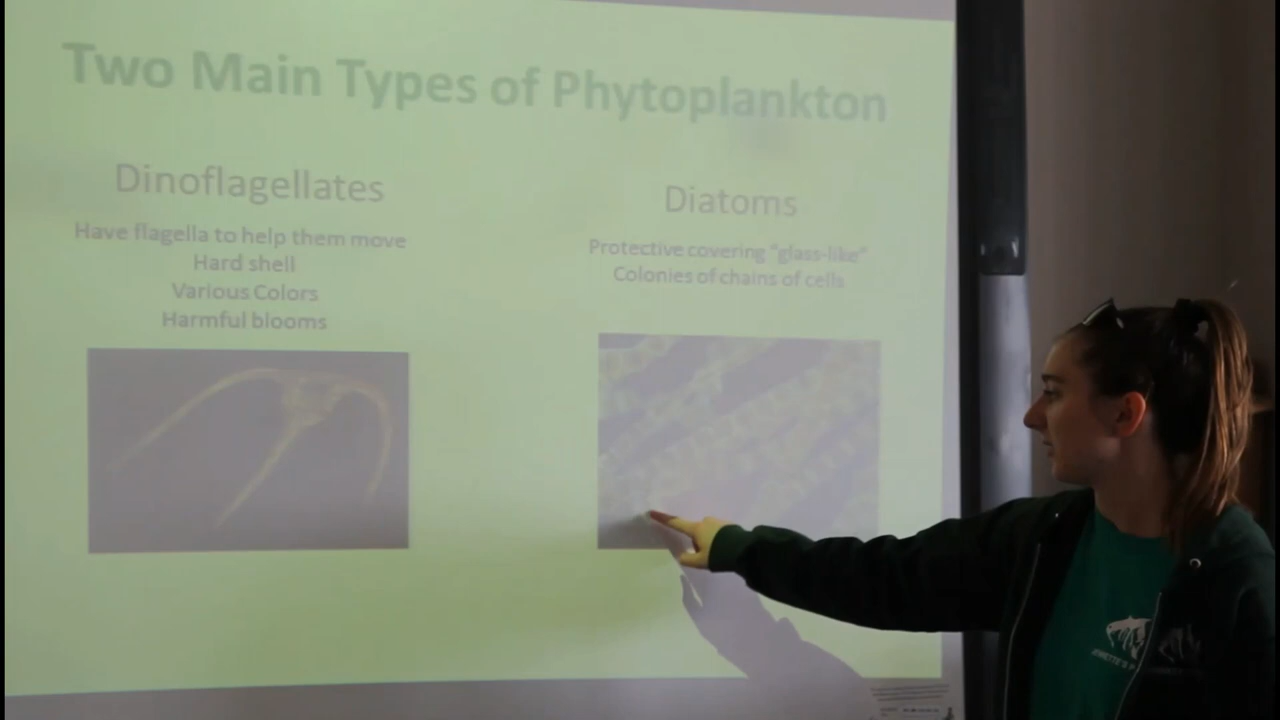 Two Main Types of Phytoplankton
Dinoflagellates
Have flagella to help them move
Hard shell
Various Colors
Harmful blooms
Diatoms
Protective covering "glass-like"
Colonies of chains of cells